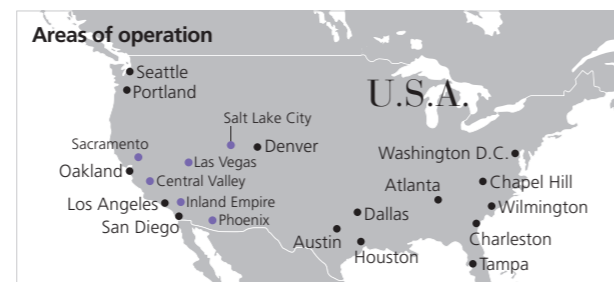 Areas of operation
U.S.A.
Seattle
Portland
Salt Lake City
Denver
Sacramento
Las Vegas
Oakland
Central Valley
Los Angeles
Inland Empire
San Diego
Phoenix
Washington D.C.
Atlanta
Chapel Hill
Wilmington
Dallas
Austin
Houston
Charleston
Tampa